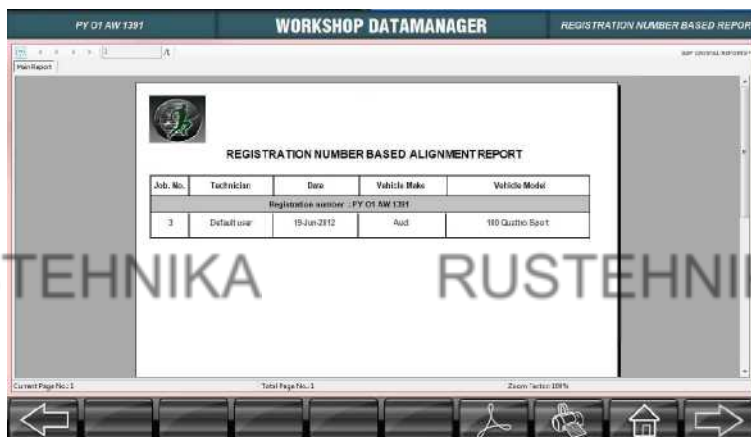 PY O1 AW 1391
WORKSHOP DATAMANAGER
REGISTRATION NUMBER BASED REPOR
Main Report
REGISTRATION NUMBER BASED ALIGNMENT REPORT
Job. No. Technician Date Vehicle Make Vehicle Model
Registration number : PY O1 AW 1391
3 Default user 19-Jun-2012 Audi 100 Quattro Sport
TEHNIKA RUSTEHNI
Current Page No.: 1 Total Page No.: 1 Zoom Factor: 100%